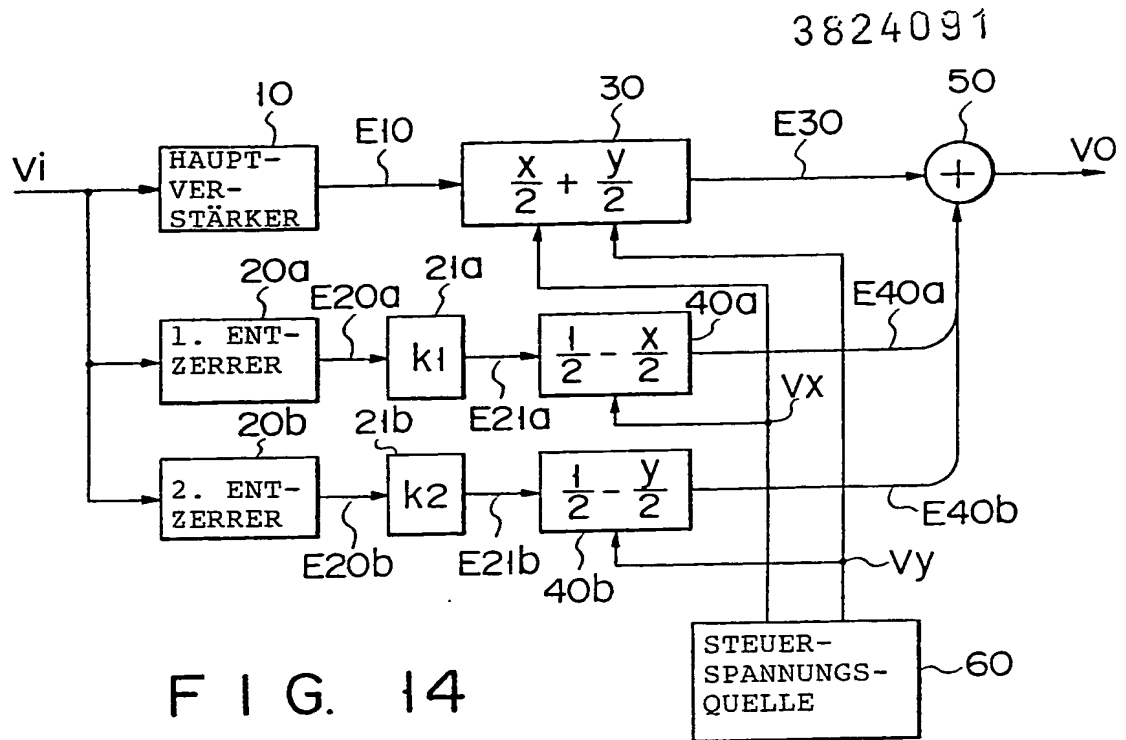 3824091
10
30
50
E10
E30
Vi
HAUPT-
VER-
STÄRKER
x/2 + y/2
+
VO
20a
E20a
21a
40a
E40a
1. ENT-
ZERRER
k1
1/2 - x/2
E21a
Vx
20b
21b
2. ENT-
ZERRER
k2
1/2 - y/2
E40b
E20b
E21b
40b
Vy
STEUER-
SPANNUNGS-
QUELLE
60
FIG. 14